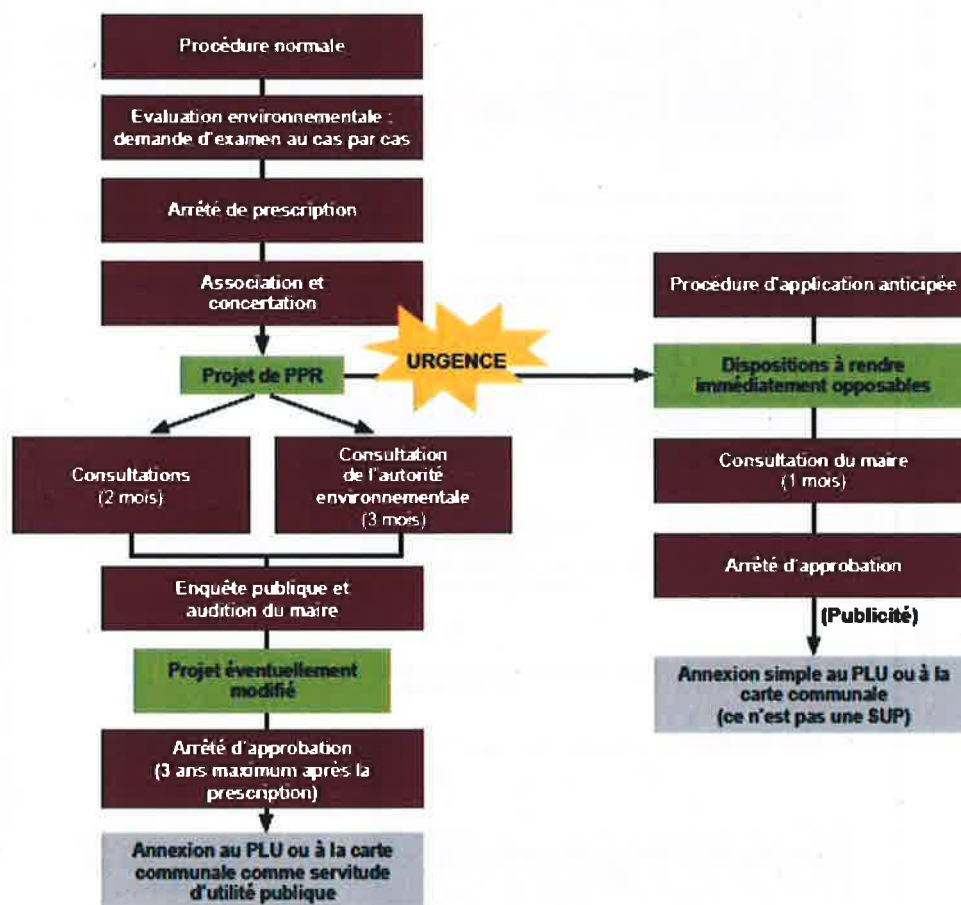 Procédure normale
Evaluation environnementale :
demande d'examen au cas par cas
Arrêté de prescription
Association et
concertation
Projet de PPR
URGENCE
Consultations
(2 mois)
Consultation
de l'autorité
environnementale
(3 mois)
Enquête publique et
audition du maire
Projet éventuellement
modifié
Arrêté d'approbation
(3 ans maximum après la
prescription)
Annexion au PLU ou à la carte
communale comme servitude
d'utilité publique
Procédure d'application anticipée
Dispositions à rendre
immédiatement opposables
Consultation du maire
(1 mois)
Arrêté d'approbation
(Publicité)
Annexion simple au PLU ou à la
carte communale
(ce n'est pas une SUP)